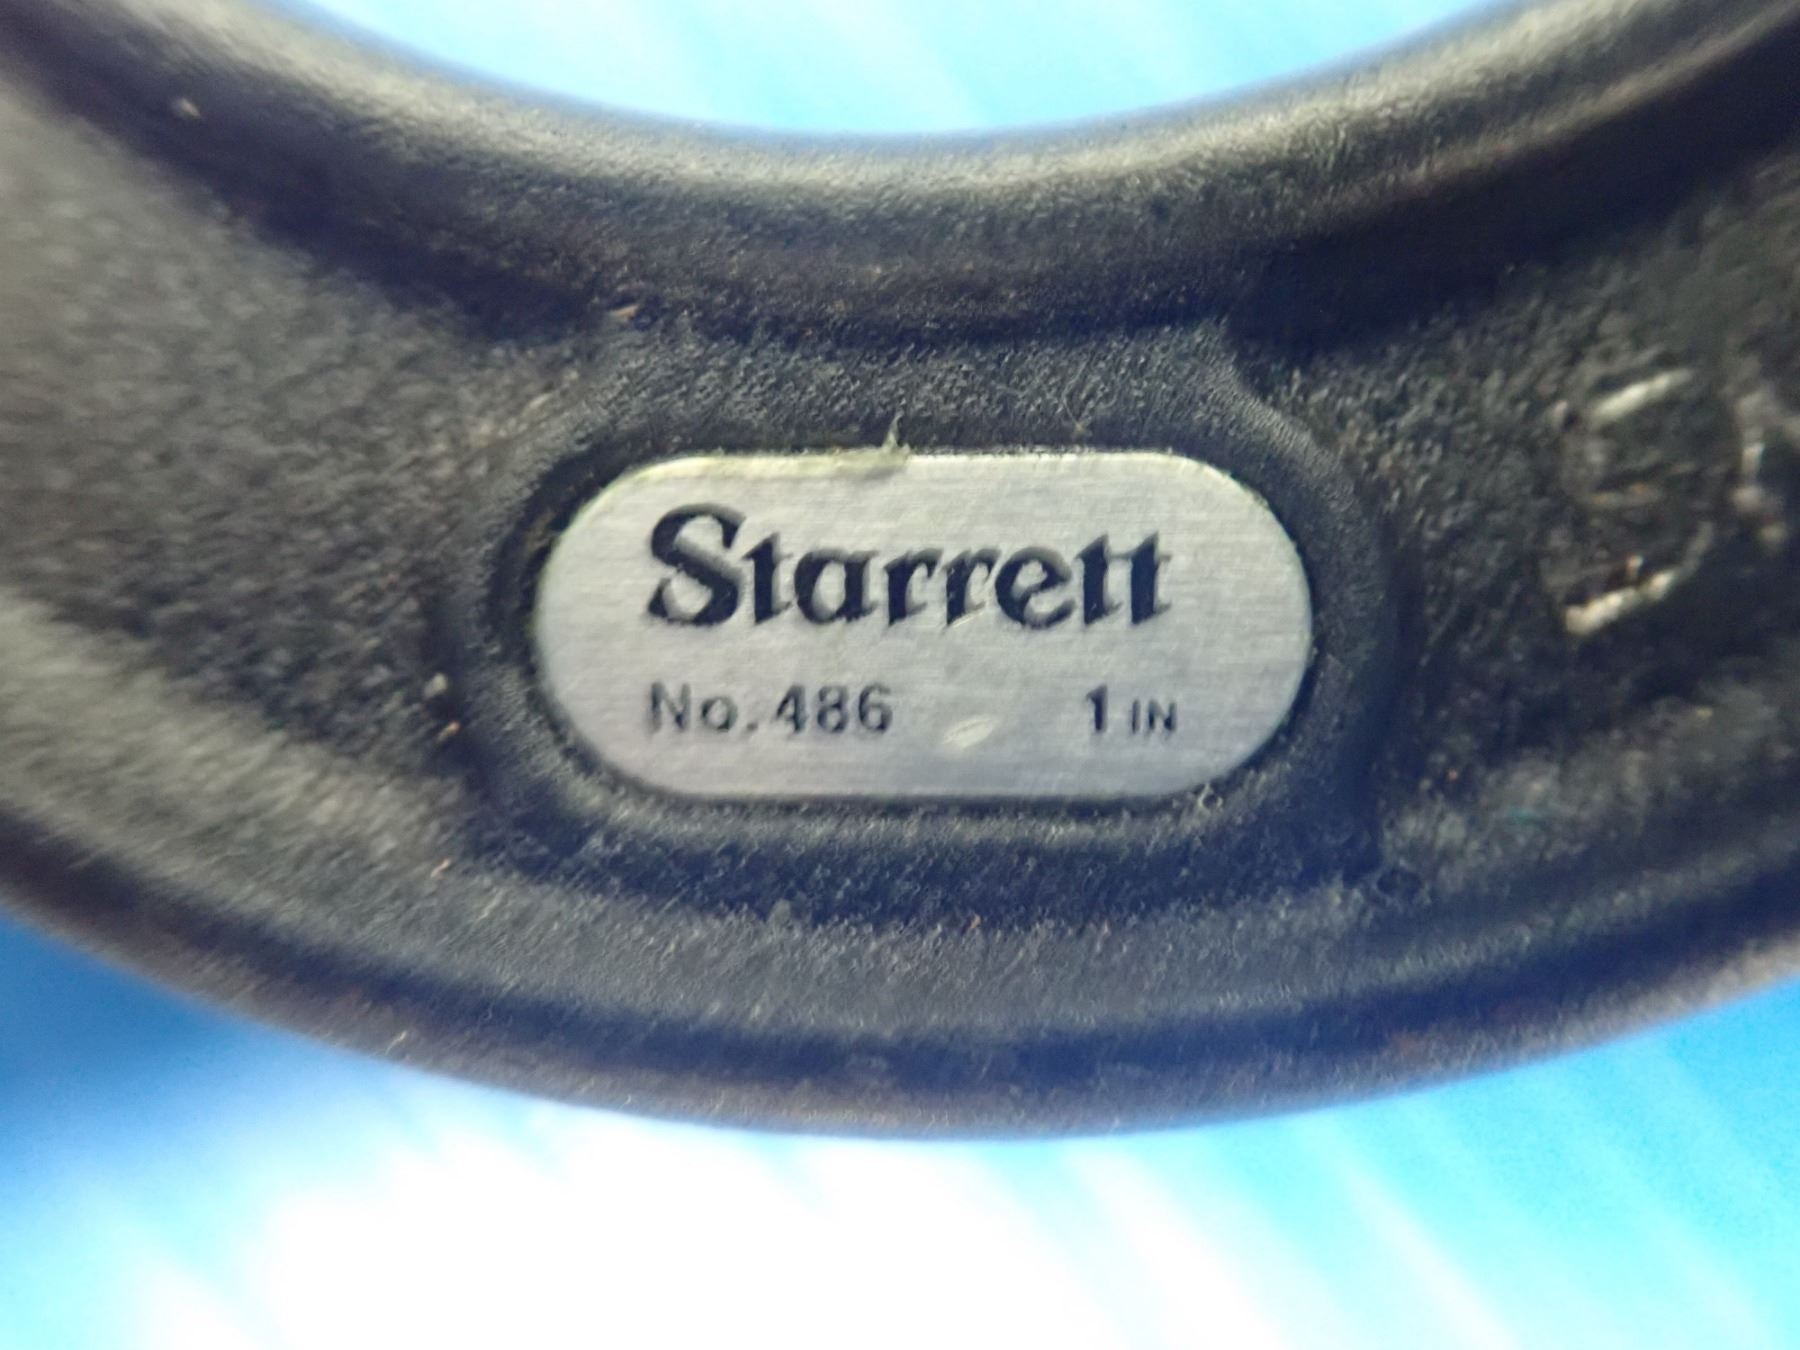 Starrett
No. 486 1 IN